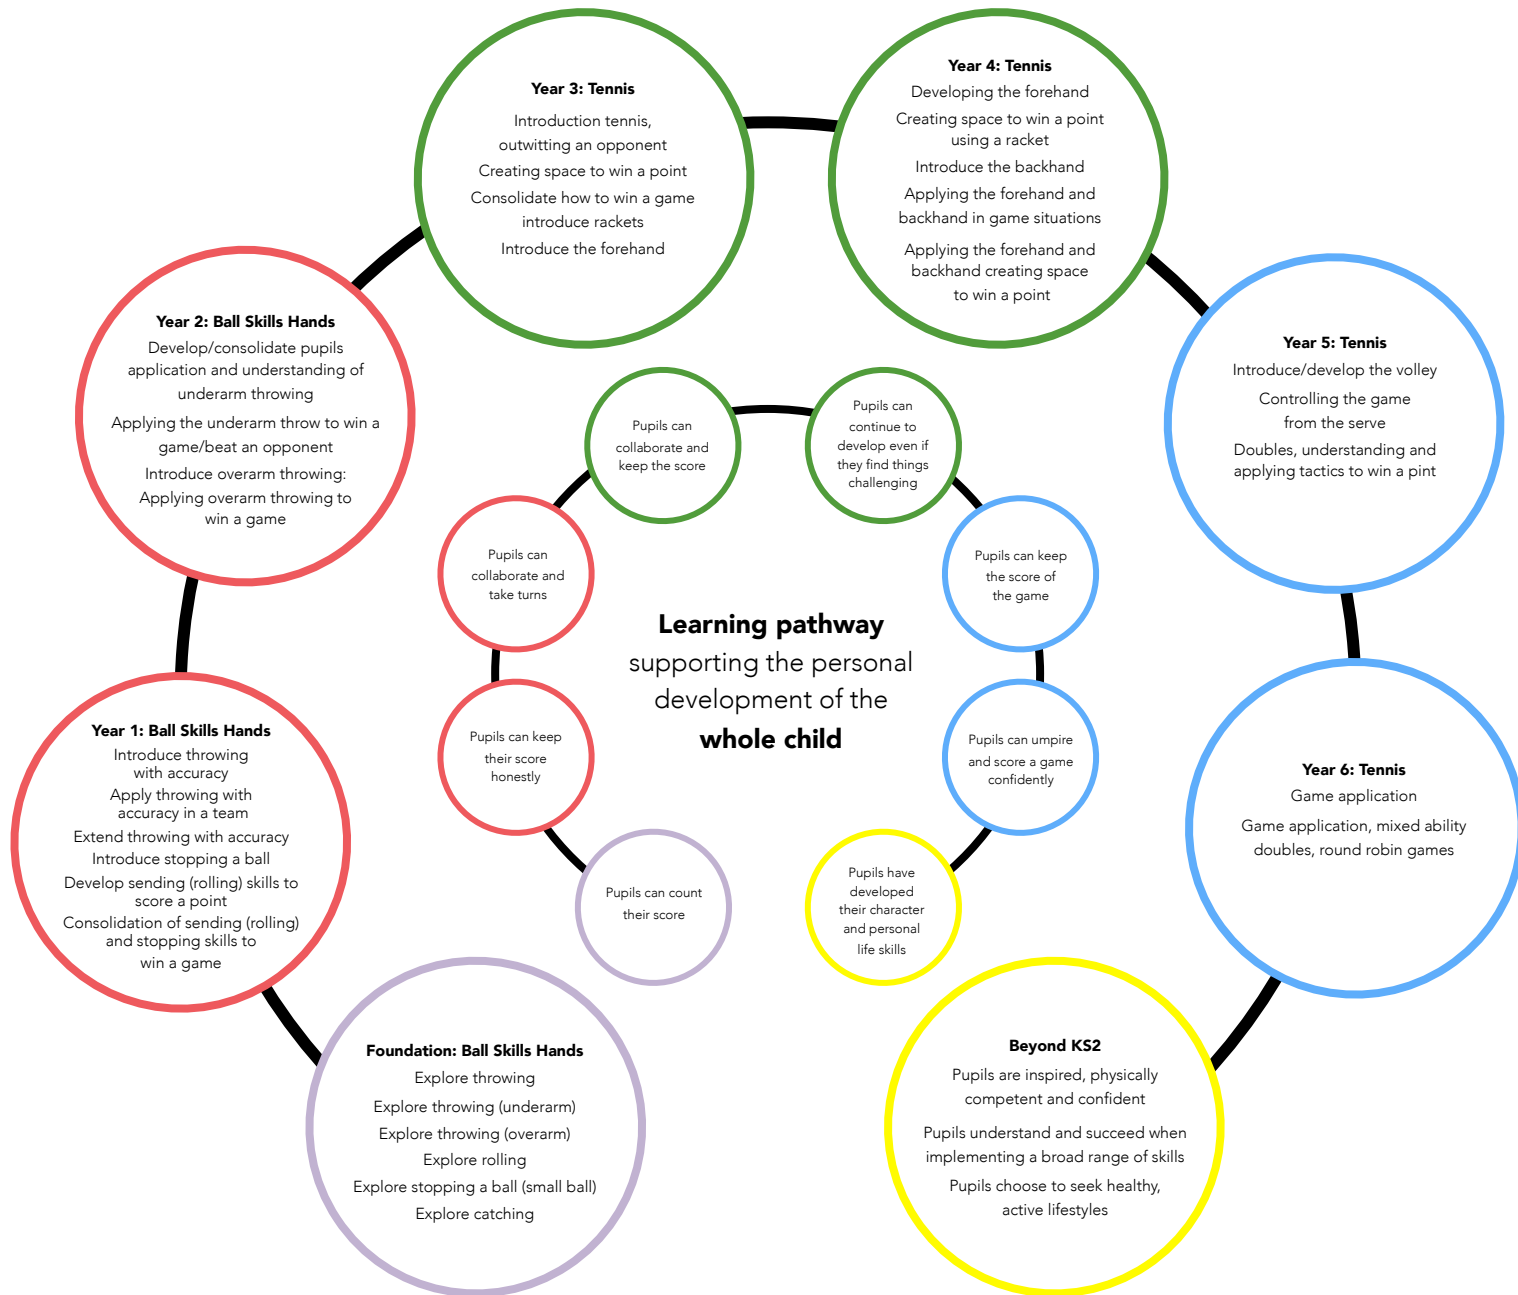 Year 3: Tennis
Introduction tennis,
outwitting an opponent
Creating space to win a point
Consolidate how to win a game
introduce rackets
Introduce the forehand
Year 4: Tennis
Developing the forehand
Creating space to win a point
using a racket
Introduce the backhand
Applying the forehand and
backhand in game situations
Applying the forehand and
backhand creating space
to win a point
Year 2: Ball Skills Hands
Develop/consolidate pupils
application and understanding of
underarm throwing
Applying the underarm throw to win a
game/beat an opponent
Introduce overarm throwing:
Applying overarm throwing to
win a game
Year 5: Tennis
Introduce/develop the volley
Controlling the game
from the serve
Doubles, understanding and
applying tactics to win a pint
Pupils can
collaborate and
keep the score
Pupils can
continue to
develop even if
they find things
challenging
Pupils can
collaborate and
take turns
Pupils can keep
the score of
the game
Learning pathway
supporting the personal
development of the
whole child
Pupils can keep
their score
honestly
Pupils can umpire
and score a game
confidently
Year 1: Ball Skills Hands
Introduce throwing
with accuracy
Apply throwing with
accuracy in a team
Extend throwing with accuracy
Introduce stopping a ball
Develop sending (rolling) skills to
score a point
Consolidation of sending (rolling)
and stopping skills to
win a game
Year 6: Tennis
Game application
Game application, mixed ability
doubles, round robin games
Pupils can count
their score
Pupils have
developed
their character
and personal
life skills
Foundation: Ball Skills Hands
Explore throwing
Explore throwing (underarm)
Explore throwing (overarm)
Explore rolling
Explore stopping a ball (small ball)
Explore catching
Beyond KS2
Pupils are inspired, physically
competent and confident
Pupils understand and succeed when
implementing a broad range of skills
Pupils choose to seek healthy,
active lifestyles